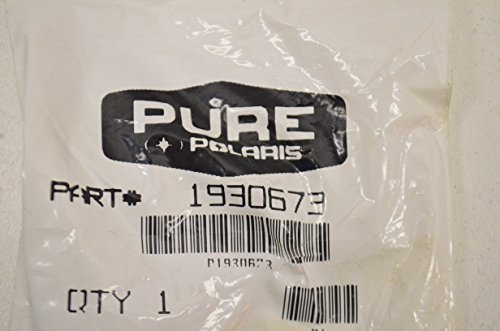 PURE
POLARIS
PART# 1930673
P1930673
QTY 1